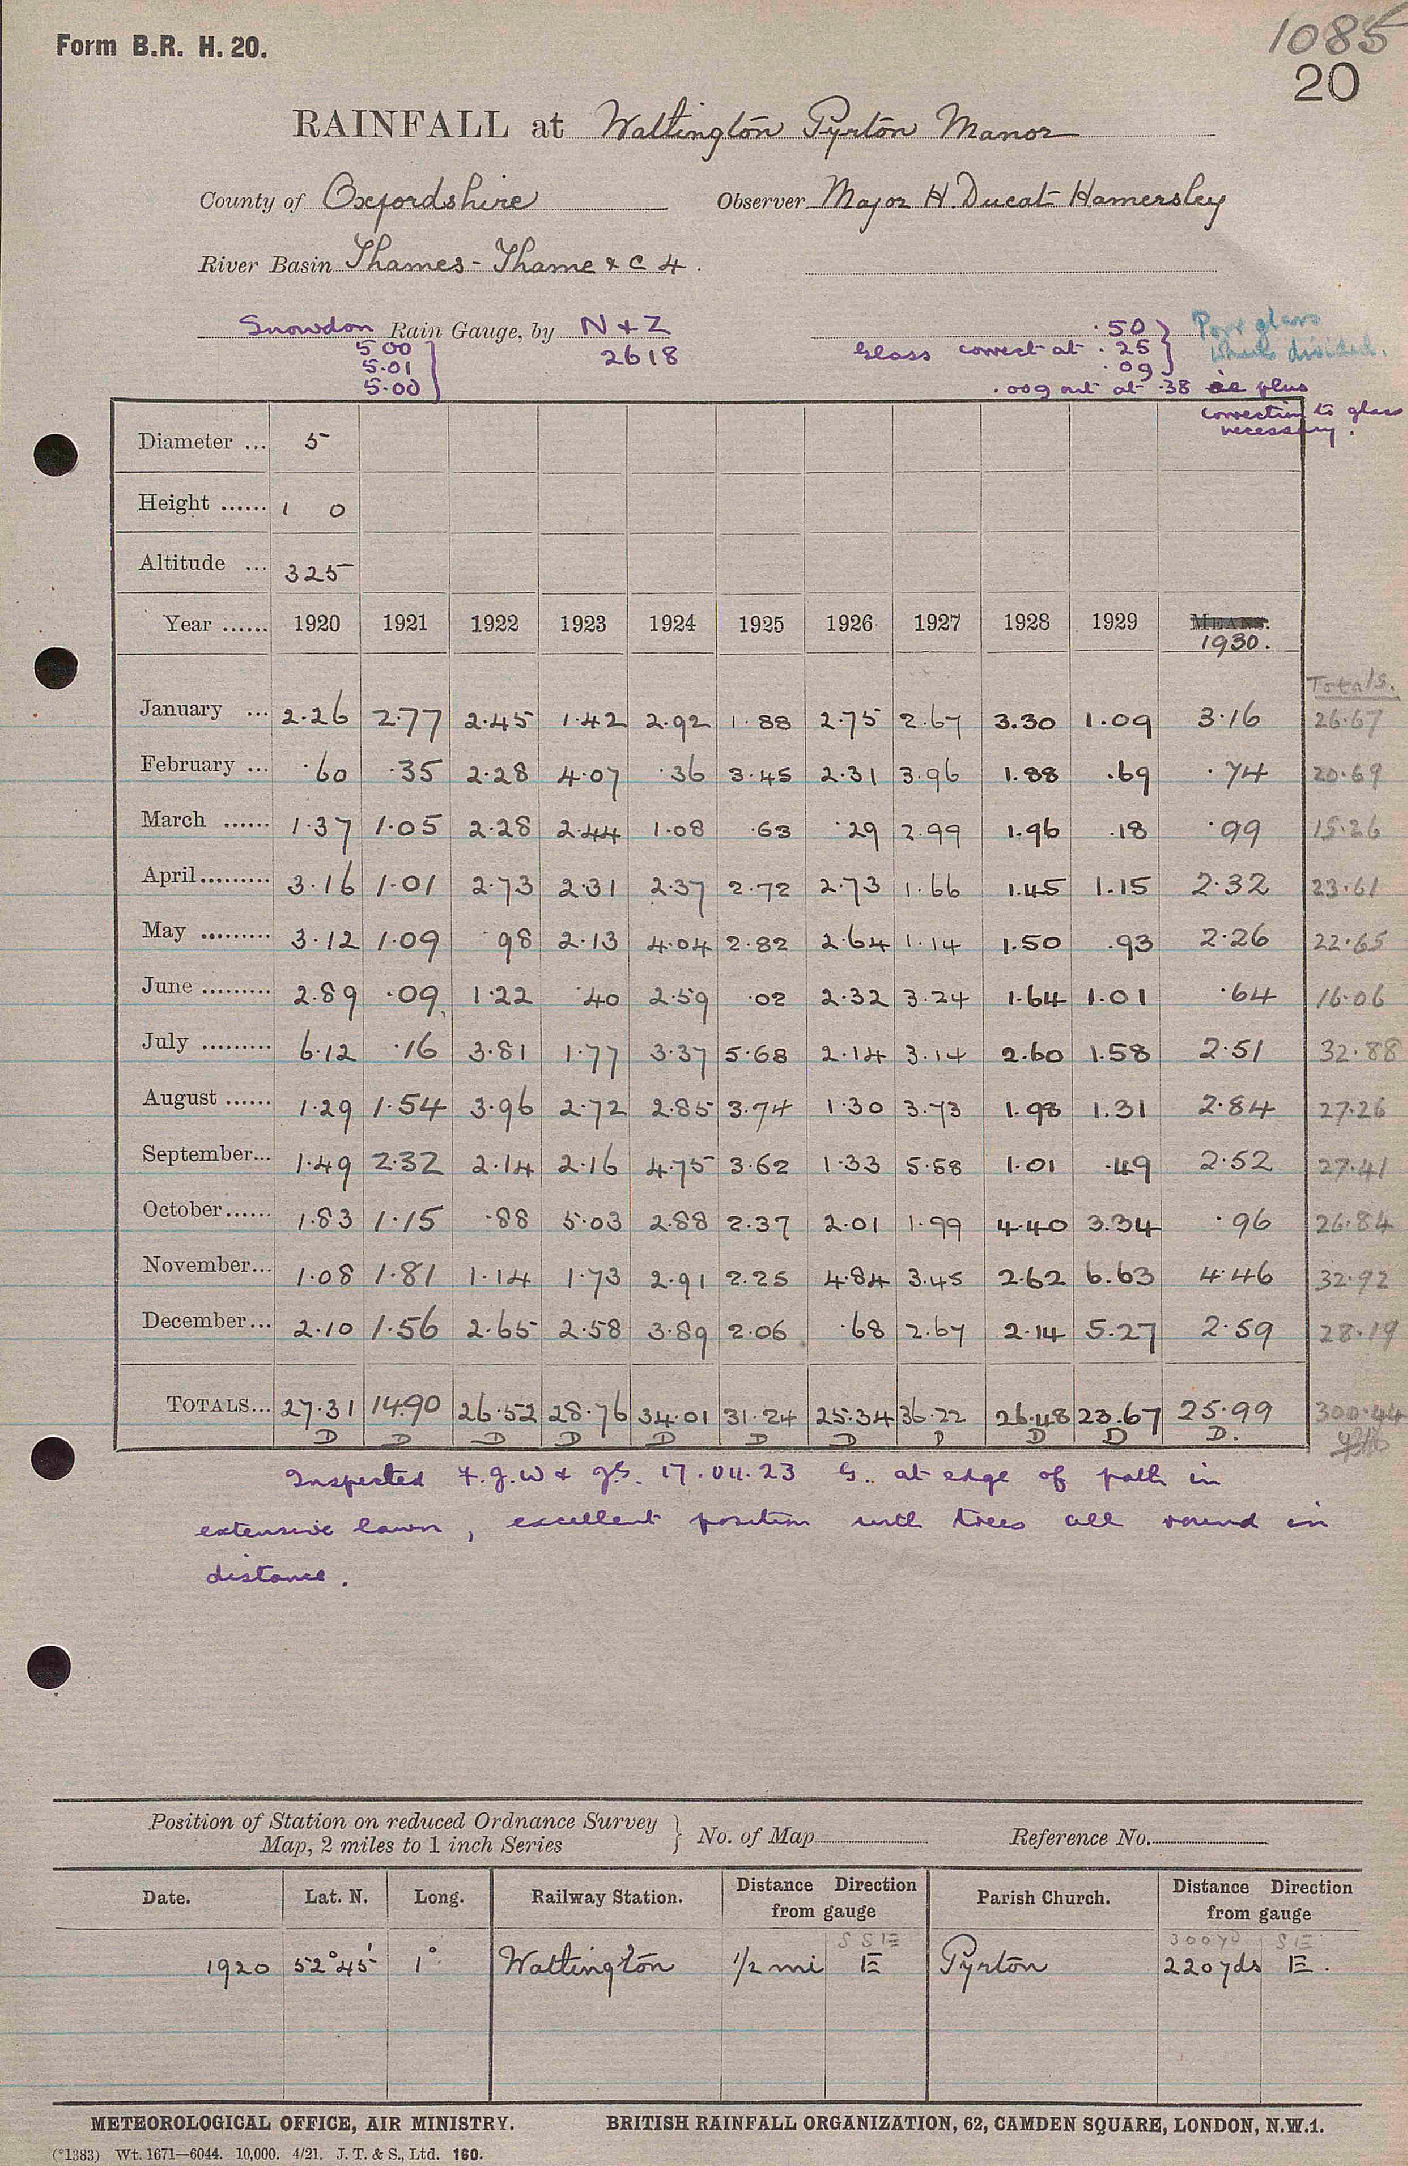 1085
Form B.R. H. 20.
20
RAINFALL at Watlington Pyrton Manor
County of Oxfordshire Observer Major H. Ducat Hamersley
River Basin Thames - Thame & C 4.
Snowdon Rain Gauge, by N & Z
5.00
5.01
5.00
2618
Glass correct at .50 .25 .09
Poor glass
divided.
.009 out at .38 ie plus
correction to glass
necessary.
Diameter ... 5
Height ...... 1 0
Altitude ... 325
Year ...... 1920 1921 1922 1923 1924 1925 1926 1927 1928 1929 MEANS. 1930.
Totals.
January ... 2.26 2.77 2.45 1.42 2.92 1.88 2.75 2.67 3.30 1.09 3.16 26.67
February ... .60 .35 2.28 4.07 .36 3.45 2.31 3.96 1.88 .69 .74 20.69
March ...... 1.37 1.05 2.28 2.44 1.08 .63 .29 2.99 1.96 .18 .99 15.26
April......... 3.16 1.01 2.73 2.31 2.37 2.72 2.73 1.66 1.45 1.15 2.32 23.61
May ......... 3.12 1.09 .98 2.13 4.04 2.82 2.64 1.14 1.50 .93 2.26 22.65
June ......... 2.89 .09 1.22 .40 2.59 .02 2.32 3.24 1.64 1.01 .64 16.06
July ......... 6.12 .16 3.81 1.77 3.37 5.68 2.14 3.14 2.60 1.58 2.51 32.88
August ...... 1.29 1.54 3.96 2.72 2.85 3.74 1.30 3.73 1.98 1.31 2.84 27.26
September... 1.49 2.32 2.14 2.16 4.75 3.62 1.33 5.58 1.01 .49 2.52 27.41
October...... 1.83 1.15 .88 5.03 2.88 2.37 2.01 1.99 4.40 3.34 .96 26.84
November... 1.08 1.81 1.14 1.73 2.91 2.25 4.84 3.45 2.62 6.63 4.46 32.92
December... 2.10 1.56 2.65 2.58 3.89 2.06 .68 2.67 2.14 5.27 2.59 28.19
TOTALS... 27.31 14.90 26.52 28.76 34.01 31.24 25.34 36.22 26.48 23.67 25.99 300.44
D D D D D D D D D D D.
Inspected F.J.W & J.S. 17.VII.23 G. at edge of path in
extensive lawn, excellent position with trees all round in
distance.
Position of Station on reduced Ordnance Survey
Map, 2 miles to 1 inch Series
No. of Map Reference No.
Date. Lat. N. Long. Railway Station. Distance Direction from gauge Parish Church. Distance Direction from gauge
SSE 300 yd SE
1920 52°45' 1° Watlington 1/2 mi E Pyrton 220 yds E.
METEOROLOGICAL OFFICE, AIR MINISTRY. BRITISH RAINFALL ORGANIZATION, 62, CAMDEN SQUARE, LONDON, N.W.1.
(*1383) Wt. 1671—6044. 10,000. 4/21. J. T. & S., Ltd. 160.